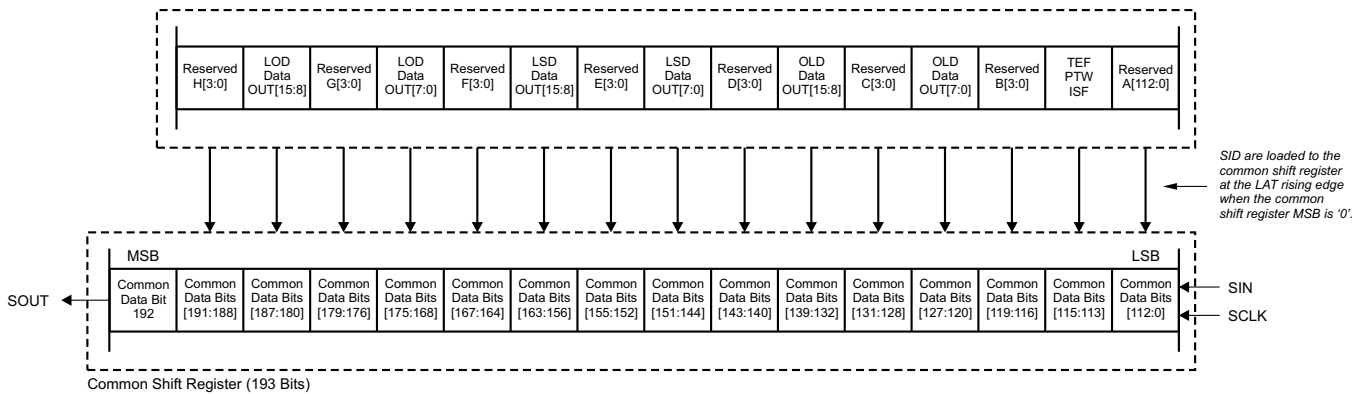 Reserved
H[3:0]
LOD
Data
OUT[15:8]
Reserved
G[3:0]
LOD
Data
OUT[7:0]
Reserved
F[3:0]
LSD
Data
OUT[15:8]
Reserved
E[3:0]
LSD
Data
OUT[7:0]
Reserved
D[3:0]
OLD
Data
OUT[15:8]
Reserved
C[3:0]
OLD
Data
OUT[7:0]
Reserved
B[3:0]
TEF
PTW
ISF
Reserved
A[112:0]
SID are loaded to the
common shift register
at the LAT rising edge
when the common
shift register MSB is ‘0’.
MSB
LSB
SOUT
Common
Data Bit
192
Common
Data Bits
[191:188]
Common
Data Bits
[187:180]
Common
Data Bits
[179:176]
Common
Data Bits
[175:168]
Common
Data Bits
[167:164]
Common
Data Bits
[163:156]
Common
Data Bits
[155:152]
Common
Data Bits
[151:144]
Common
Data Bits
[143:140]
Common
Data Bits
[139:132]
Common
Data Bits
[131:128]
Common
Data Bits
[127:120]
Common
Data Bits
[119:116]
Common
Data Bits
[115:113]
Common
Data Bits
[112:0]
SIN
SCLK
Common Shift Register (193 Bits)